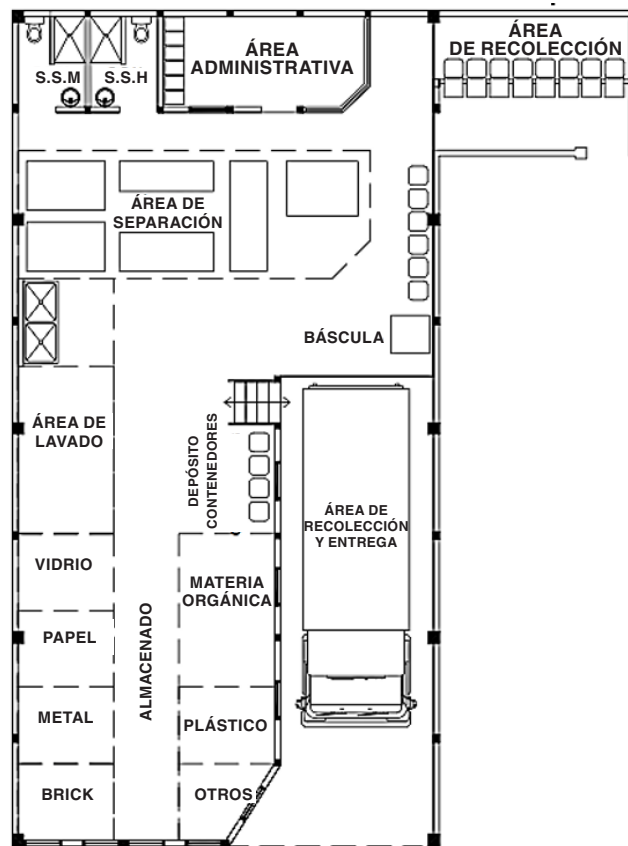 ÁREA
DE RECOLECCIÓN
ÁREA
ADMINISTRATIVA
S.S.M
S.S.H
ÁREA DE
SEPARACIÓN
BÁSCULA
ÁREA DE
LAVADO
DEPÓSITO
CONTENEDORES
ÁREA DE
RECOLECCIÓN
Y ENTREGA
VIDRIO
MATERIA
ORGÁNICA
PAPEL
ALMACENADO
METAL
PLÁSTICO
BRICK
OTROS